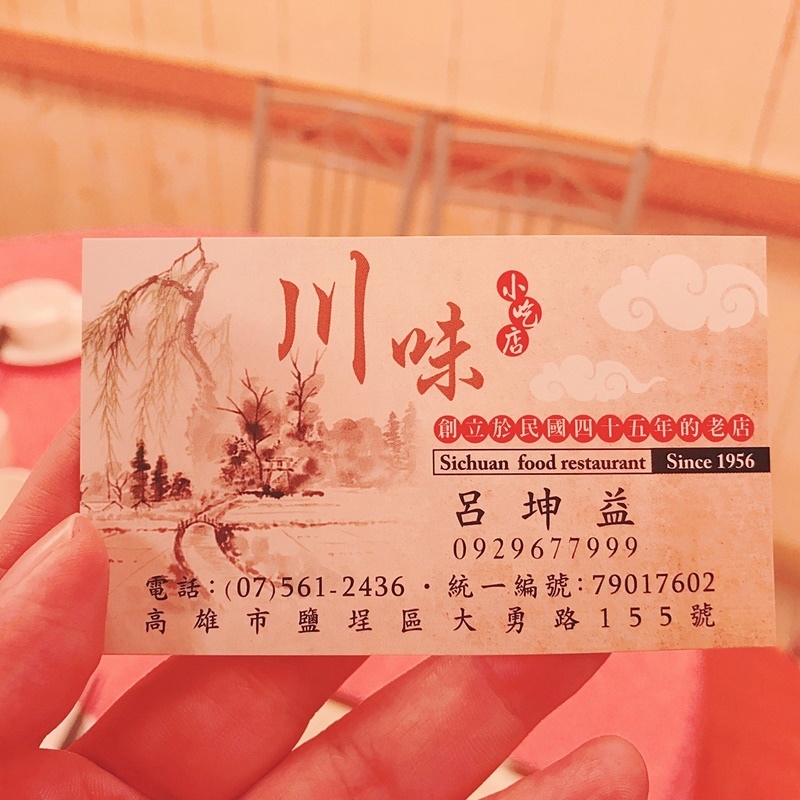 川味
小吃店
創立於民國四十五年的老店
Sichuan food restaurant Since 1956
呂坤益
0929677999
電話：(07)561-2436・統一編號：79017602
高雄市鹽埕區大勇路155號